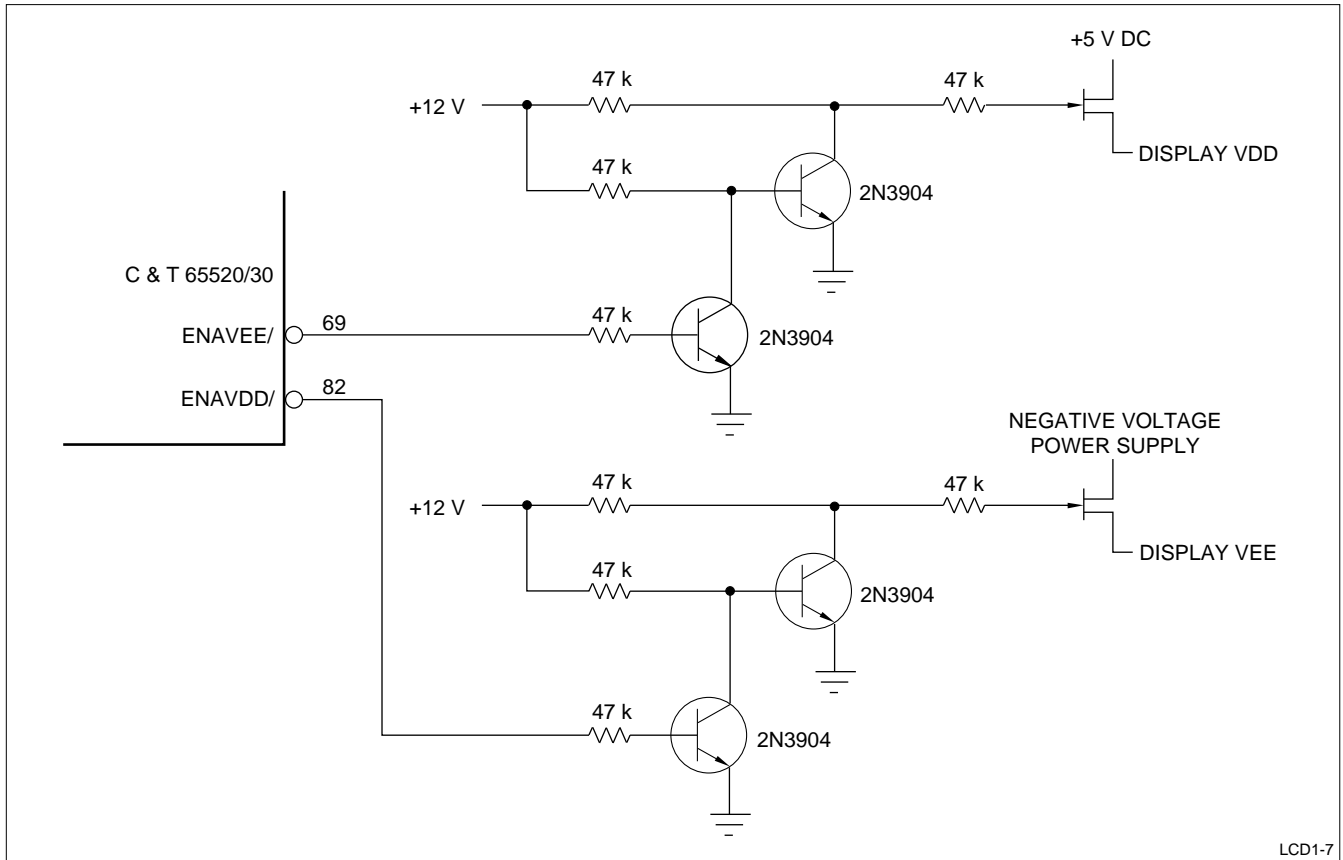 +5 V DC
47 k
47 k
+12 V
DISPLAY VDD
47 k
2N3904
C & T 65520/30
69
47 k
ENAVEE/
2N3904
82
ENAVDD/
NEGATIVE VOLTAGE
POWER SUPPLY
47 k
47 k
+12 V
DISPLAY VEE
47 k
2N3904
47 k
2N3904
LCD1-7